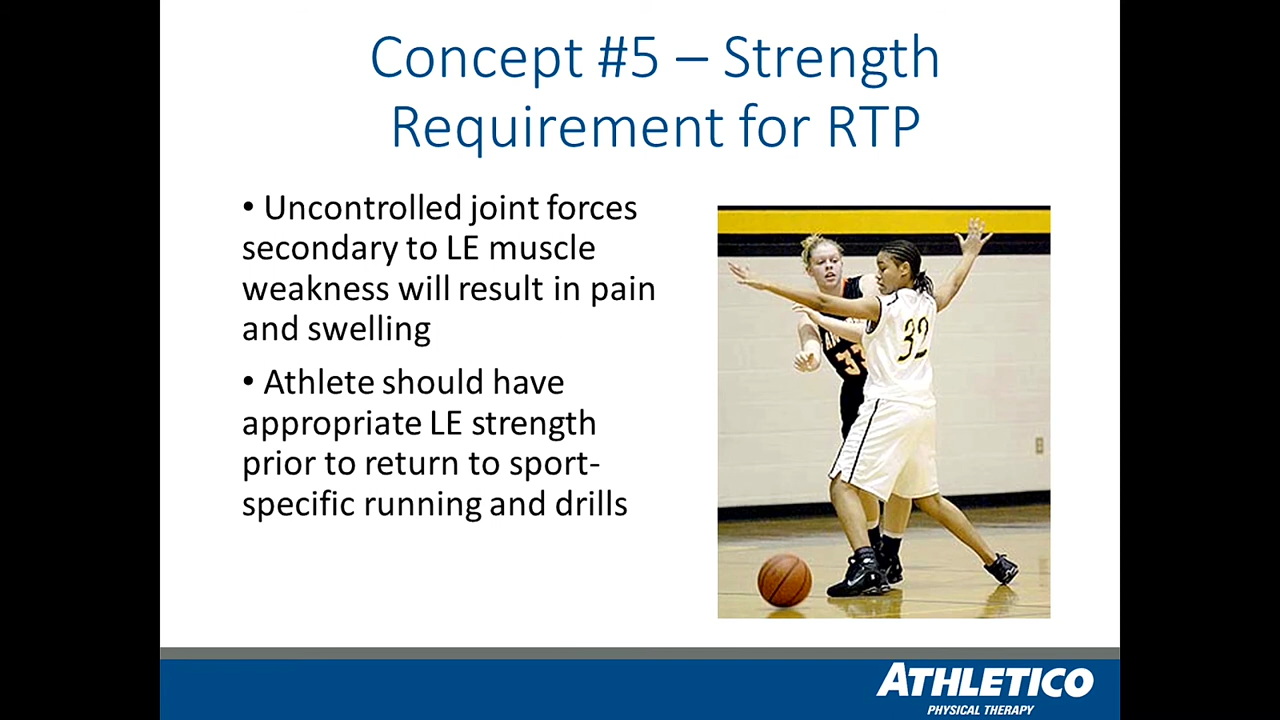 Concept #5 – Strength
Requirement for RTP
• Uncontrolled joint forces
secondary to LE muscle
weakness will result in pain
and swelling
• Athlete should have
appropriate LE strength
prior to return to sport-
specific running and drills
32
ATHLETICO
PHYSICAL THERAPY